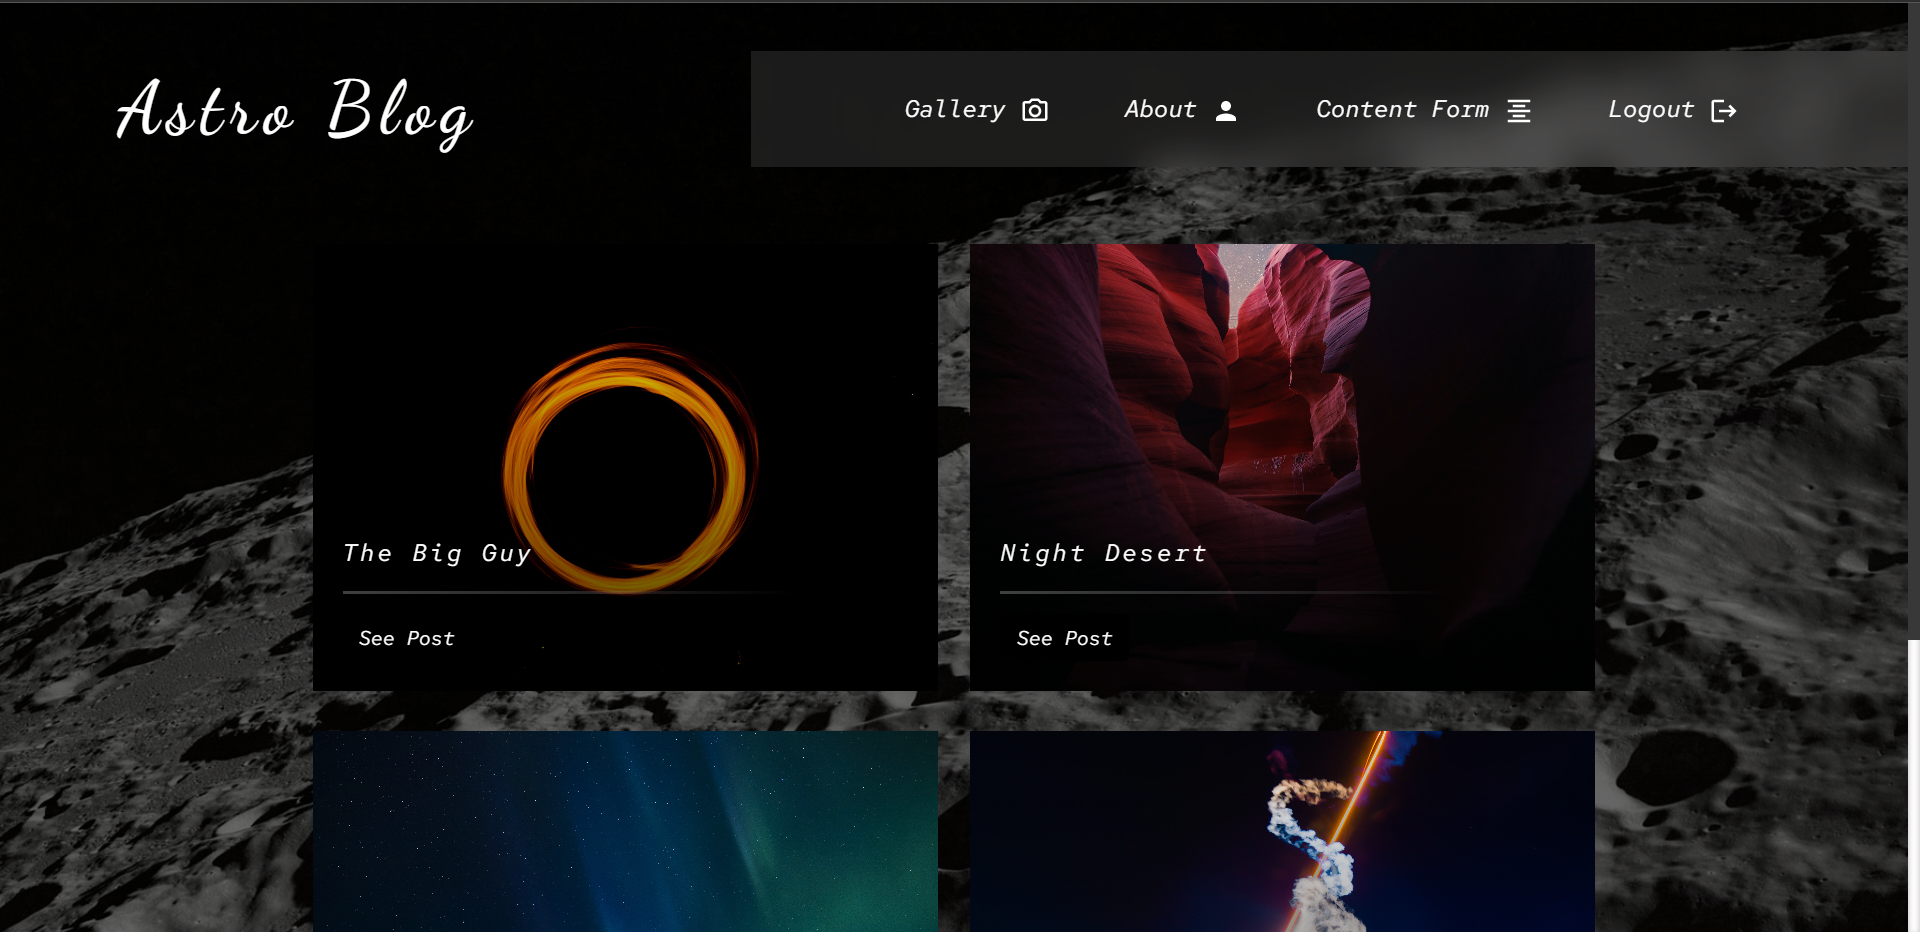 Astro Blog
Gallery
About
Content Form
Logout
The Big Guy
See Post
Night Desert
See Post